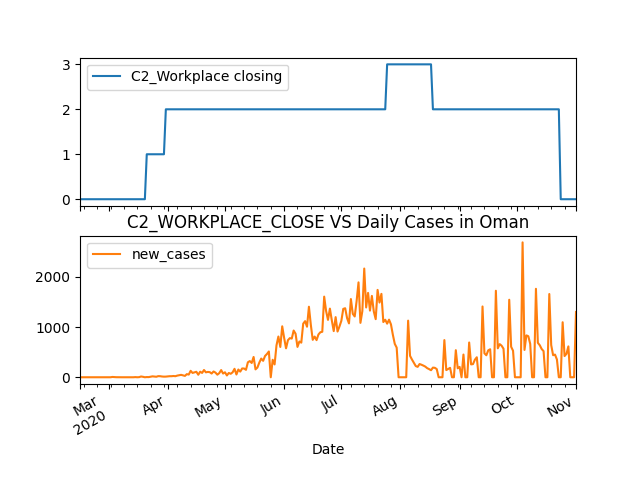 3
C2_Workplace closing
2
1
0
C2_WORKPLACE_CLOSE VS Daily Cases in Oman
new_cases
2000
1000
0
Mar
2020
Apr
May
Jun
Jul
Aug
Sep
Oct
Nov
Date